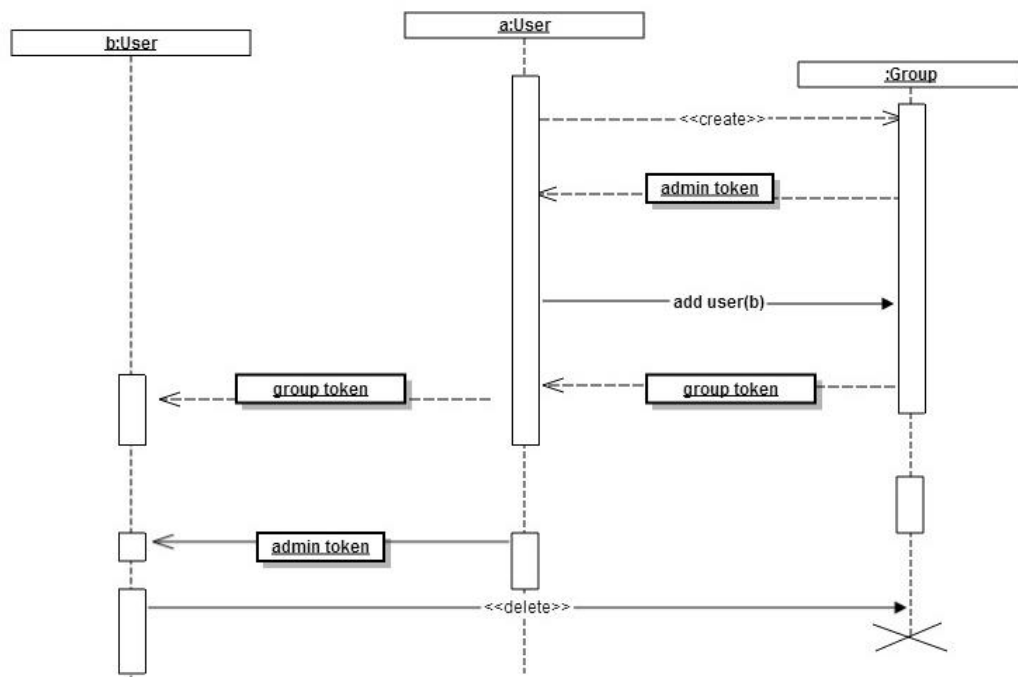 a:User
b:User
:Group
<<create>>
admin token
add user(b)
group token
group token
admin token
<<delete>>